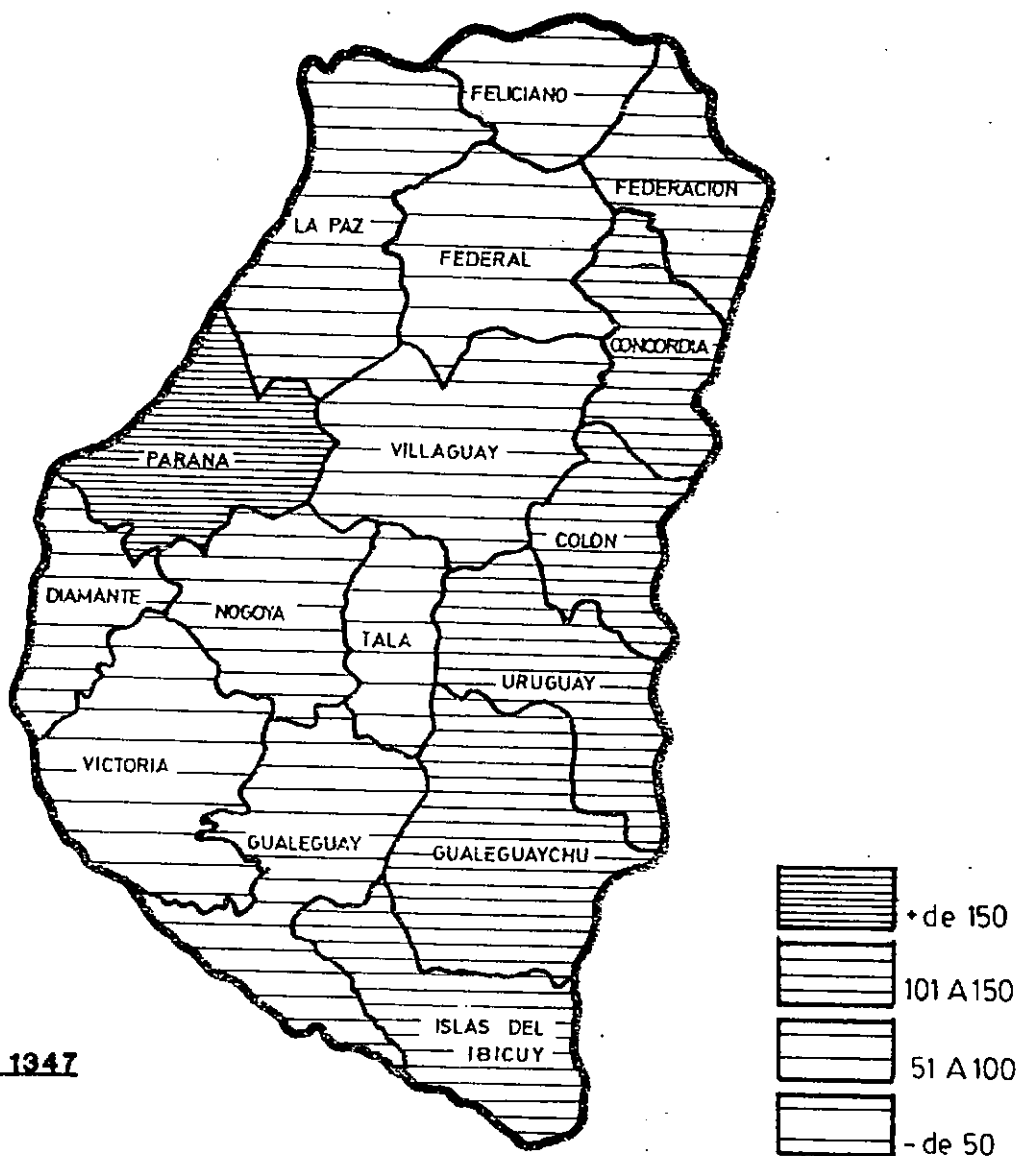 FELICIANO
FEDERACION
LA PAZ
FEDERAL
CONCORDIA
PARANA
VILLAGUAY
COLON
DIAMANTE
NOGOYA
TALA
URUGUAY
VICTORIA
GUALEGUAY
GUALEGUAYCHU
ISLAS DEL
IBICUY
1347
+ de 150
101 A 150
51 A 100
- de 50